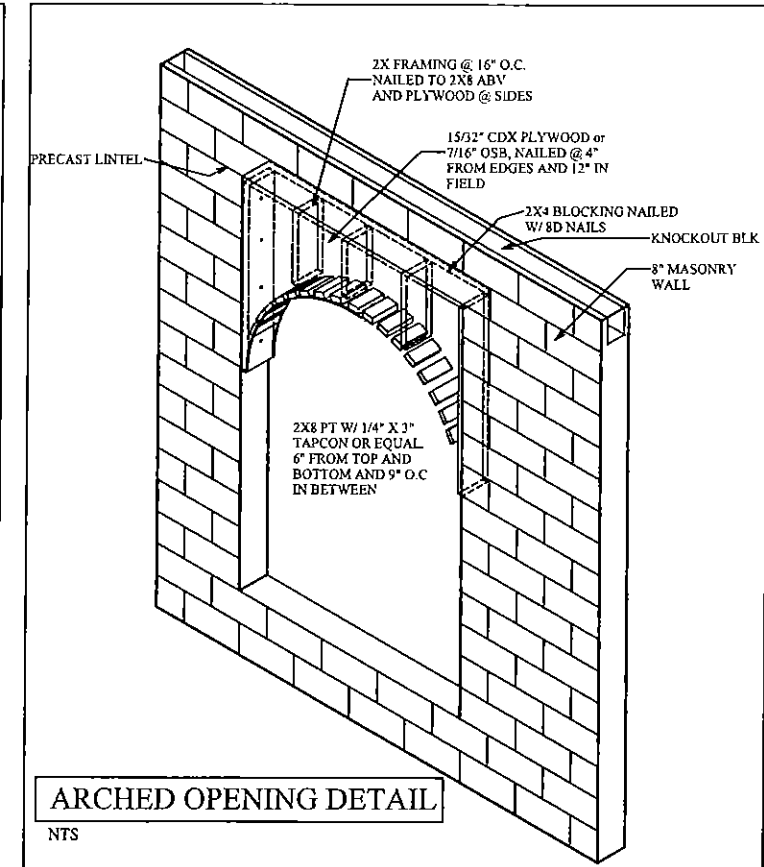 2X FRAMING @ 16" O.C.
NAILED TO 2X8 ABV
AND PLYWOOD @ SIDES
15/32" CDX PLYWOOD or
7/16" OSB, NAILED @ 4"
FROM EDGES AND 12" IN
FIELD
PRECAST LINTEL
2X4 BLOCKING NAILED
W/ 8D NAILS
KNOCKOUT BLK
8" MASONRY
WALL
2X8 PT W/ 1/4" X 3"
TAPCON OR EQUAL.
6" FROM TOP AND
BOTTOM AND 9" O.C
IN BETWEEN
ARCHED OPENING DETAIL
NTS